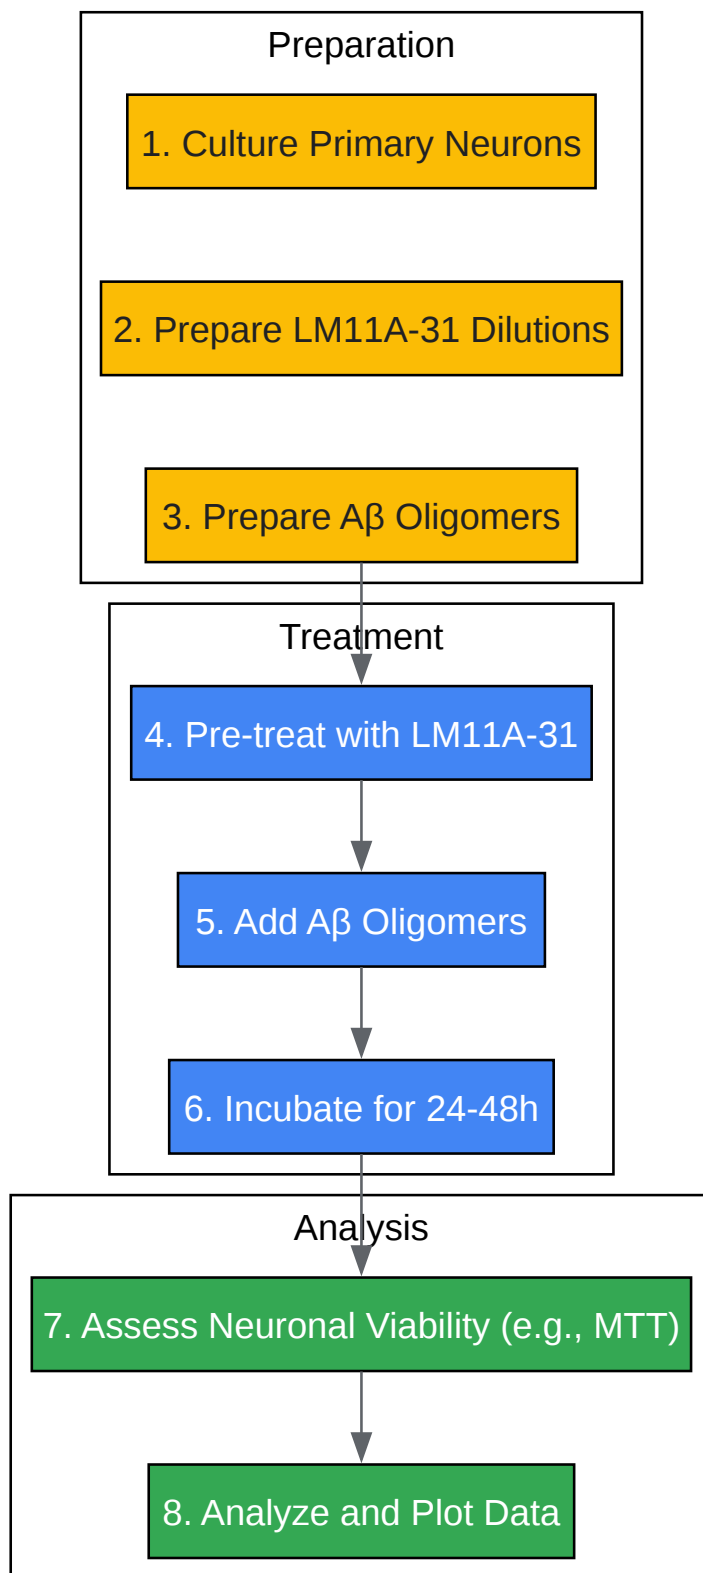 Preparation
1. Culture Primary Neurons
2. Prepare LM11A-31 Dilutions
3. Prepare Aβ Oligomers
Treatment
4. Pre-treat with LM11A-31
5. Add Aβ Oligomers
6. Incubate for 24-48h
Analysis
7. Assess Neuronal Viability (e.g., MTT)
8. Analyze and Plot Data